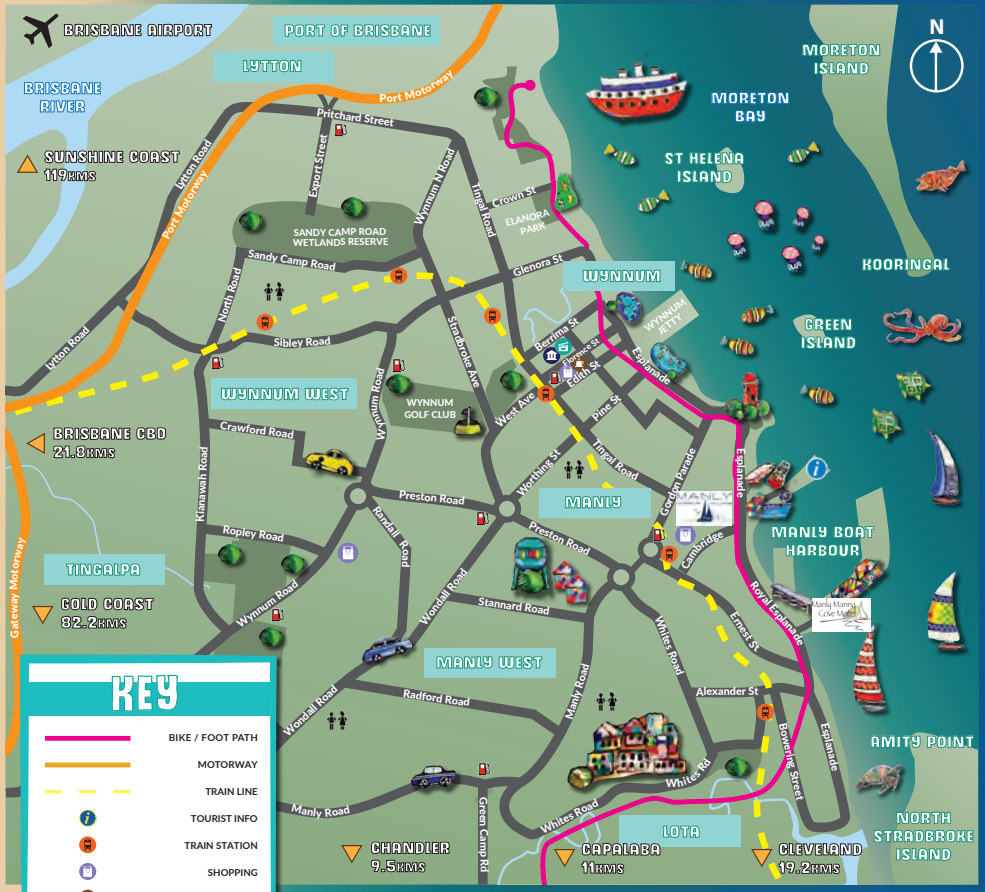 BRISBANE AIRPORT
PORT OF BRISBANE
LYTTON
BRISBANE
RIVER
Port Motorway
Pritchard Street
MORETON
ISLAND
N
MORETON
BAY
SUNSHINE COAST
119KMS
Lytton Road
Port Motorway
Export Street
Wynnum N Road
Tingal Road
Crown St
ELANORA
PARK
ST HELENA
ISLAND
SANDY CAMP ROAD
WETLANDS RESERVE
Sandy Camp Road
Glenora St
WYNNUM
KOORINGAL
North Road
Lytton Road
Sibley Road
Stradbroke Ave
Berrima St
Florence St
Edith St
WYNNUM
JETTY
Esplanade
GREEN
ISLAND
WYNNUM WEST
Wynnum Road
WYNNUM
GOLF CLUB
West Ave
Pine St
BRISBANE CBD
21.8KMS
Crawford Road
Kianawah Road
Worthing St
Tingal Road
Gordon Parade
Esplanade
Preston Road
MANLY
MANLY
Randall Road
Preston Road
Cambridge
MANLY BOAT
HARBOUR
Ropley Road
TINGALPA
GOLD COAST
82.2KMS
Gateway Motorway
Wynnum Road
Wondall Road
Stannard Road
Whites Road
Ernest St
Royal Esplanade
Manly Marina
Cove Motel
MANLY WEST
Wondall Road
Radford Road
Manly Road
Alexander St
Bowering Street
Esplanade
AMITY POINT
Whites Rd
Manly Road
Green Camp Rd
Whites Road
LOTA
NORTH
STRADBROKE
ISLAND
CHANDLER
9.5KMS
CAPALABA
11KMS
CLEVELAND
19.2KMS
KEY
BIKE / FOOT PATH
MOTORWAY
TRAIN LINE
TOURIST INFO
TRAIN STATION
SHOPPING